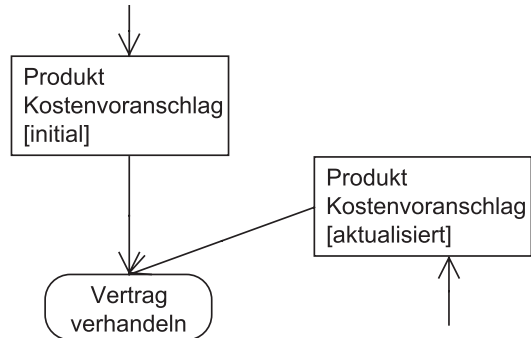 Produkt
Kostenvoranschlag
[initial]
Produkt
Kostenvoranschlag
[aktualisiert]
Vertrag
verhandeln